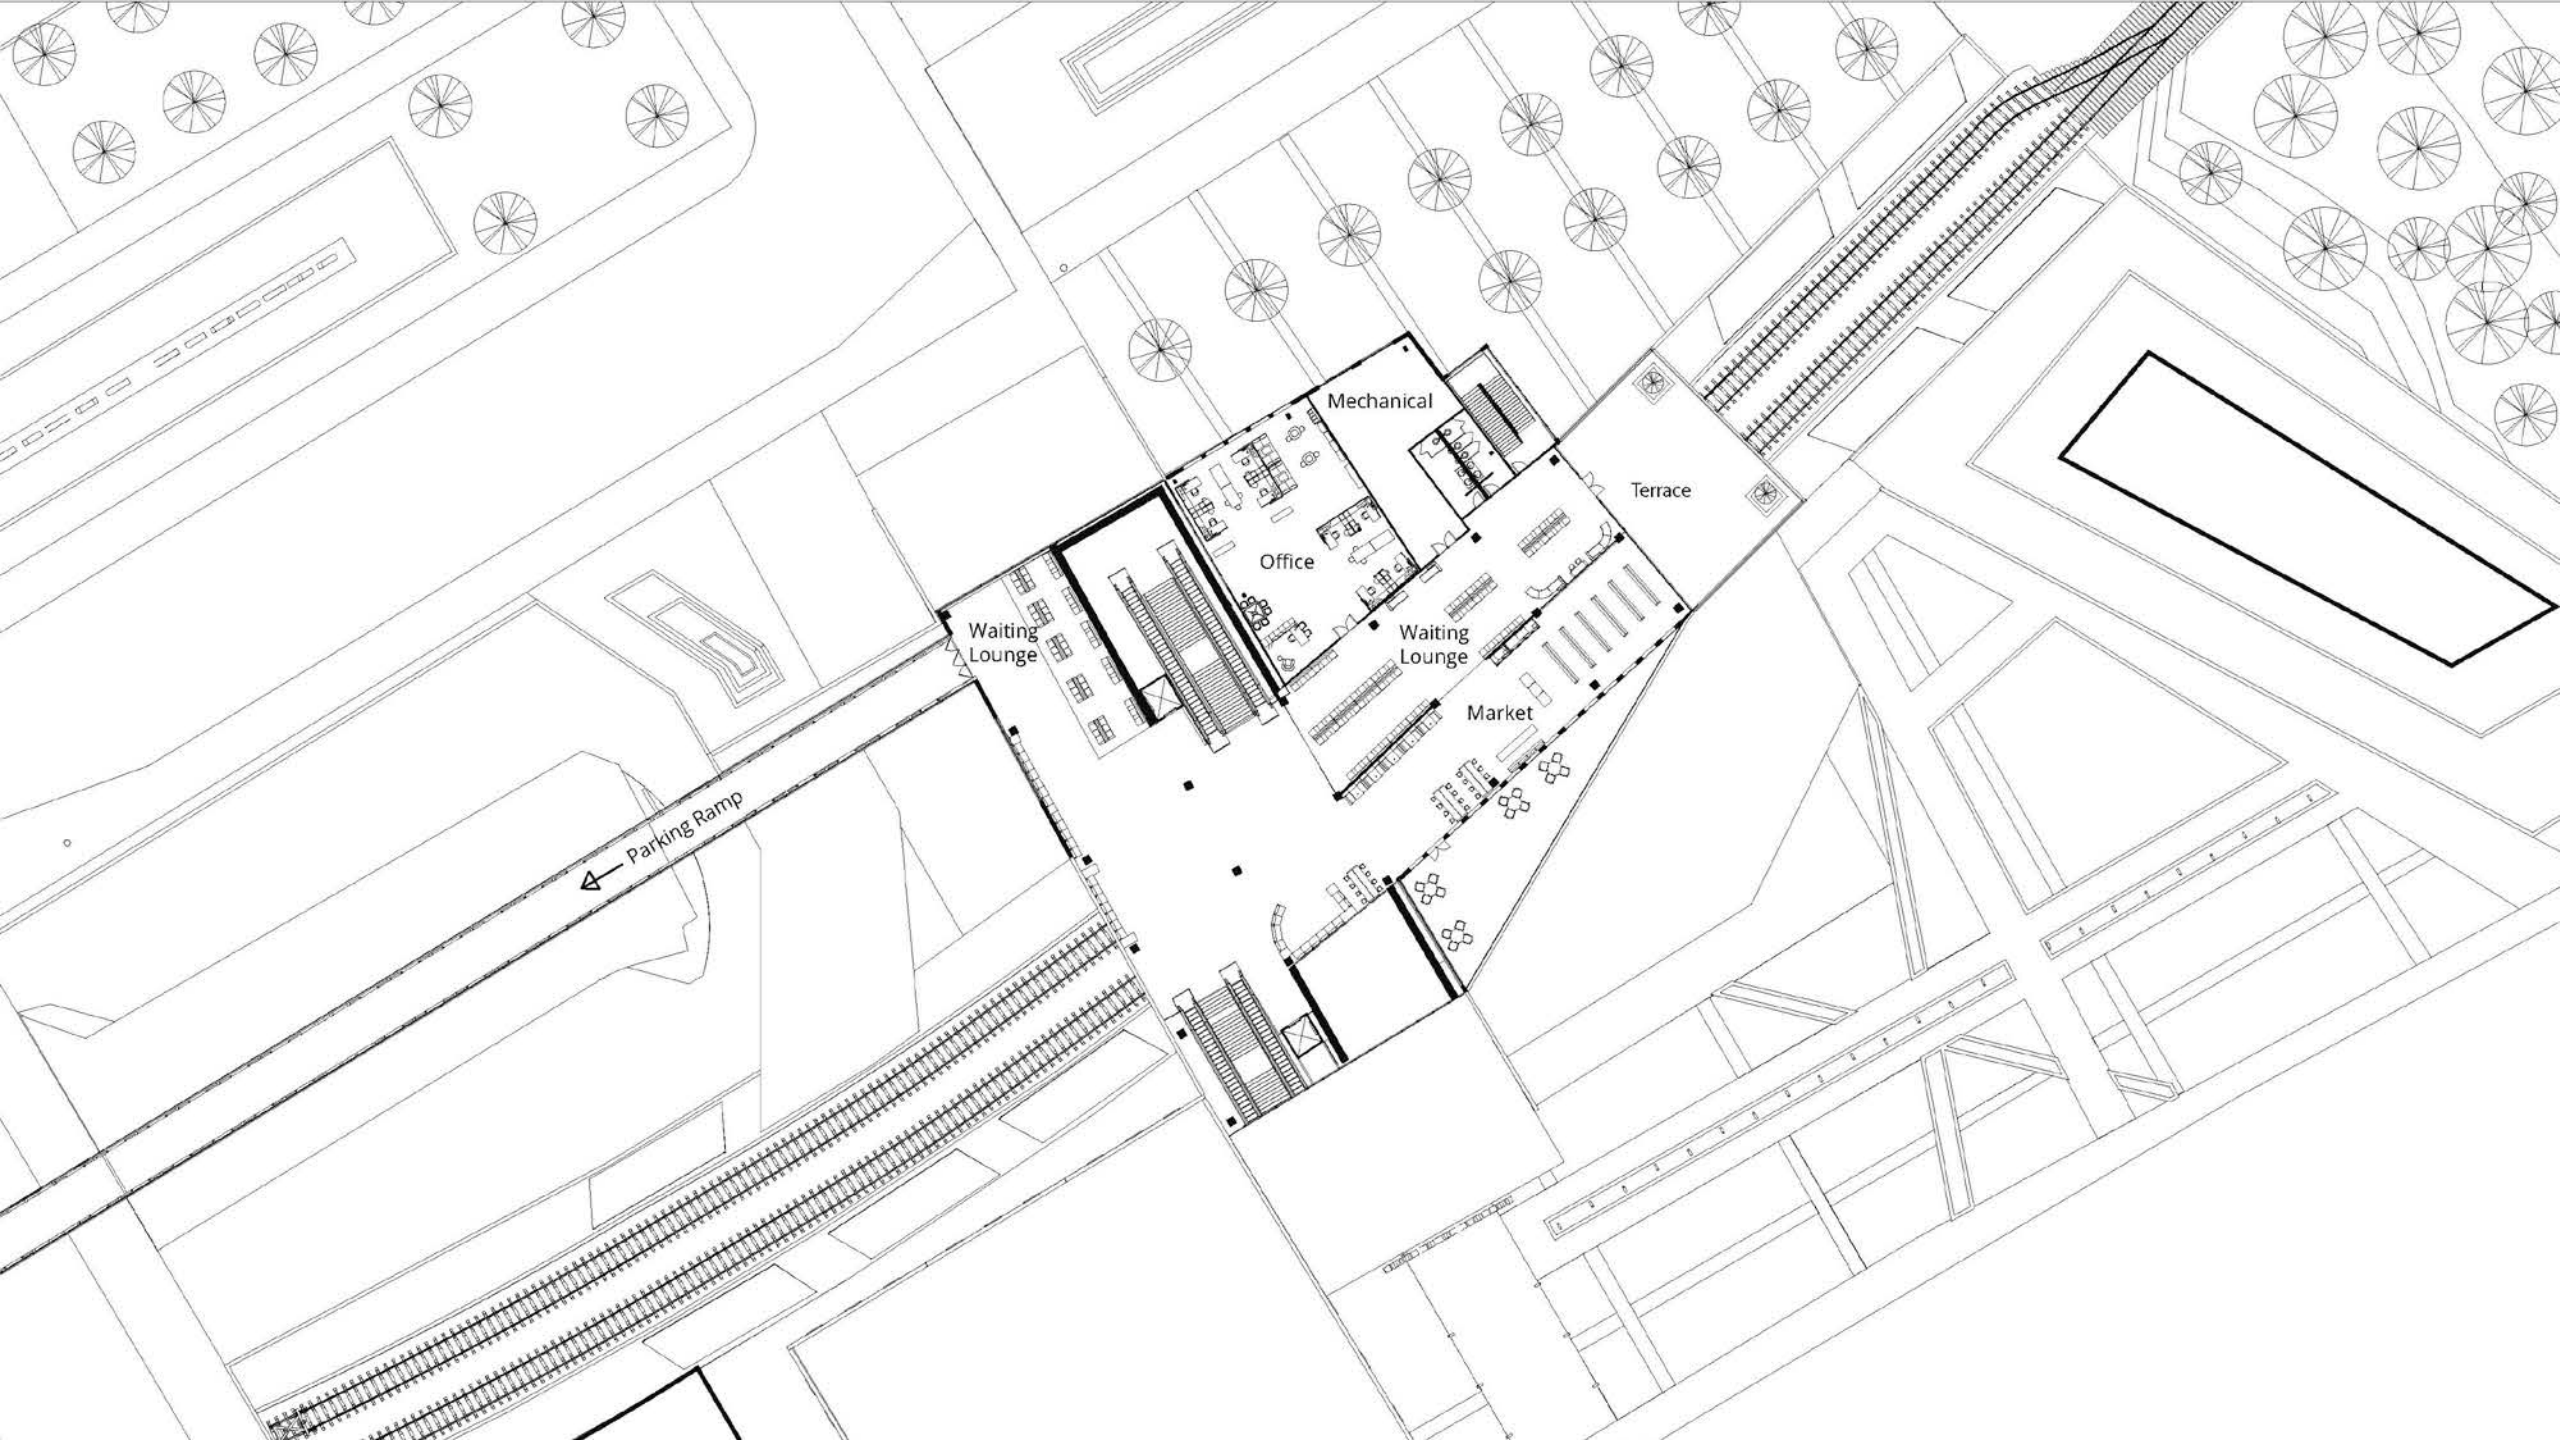 Mechanical
Terrace
Office
Waiting
Lounge
Waiting
Lounge
Market
Parking Ramp